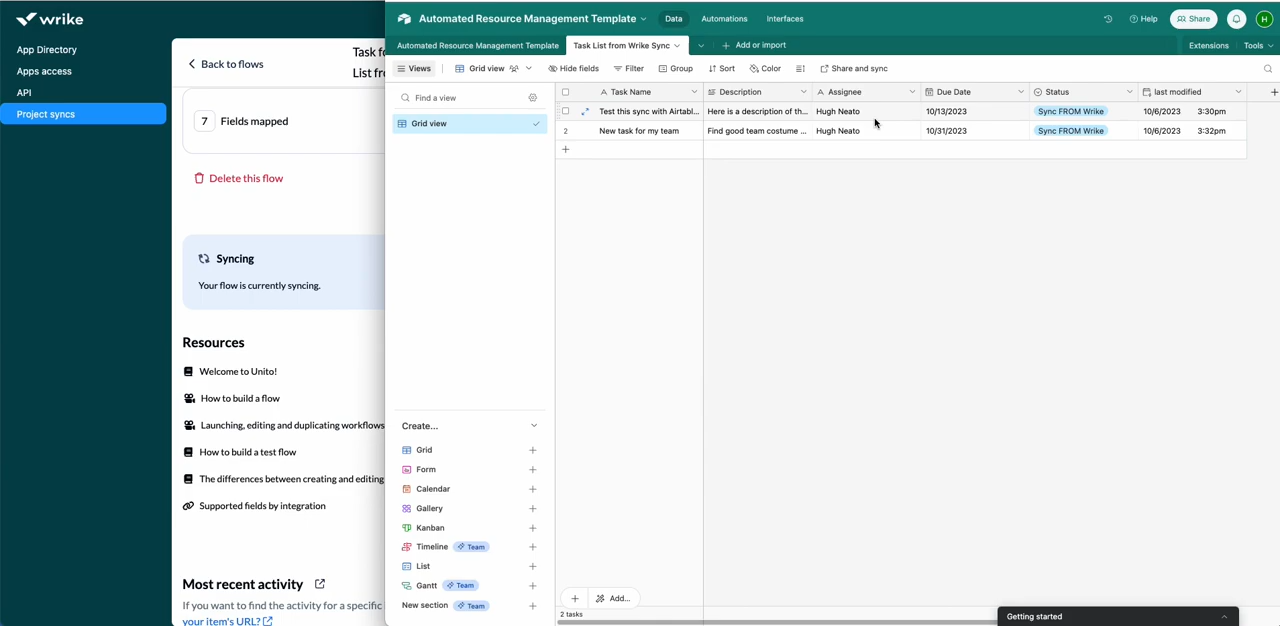 wrike
App Directory
Apps access
API
Project syncs
Back to flows
Task f
List fr
7 Fields mapped
Delete this flow
Syncing
Your flow is currently syncing.
Resources
Welcome to Unito!
How to build a flow
Launching, editing and duplicating workflows
How to build a test flow
The differences between creating and editing
Supported fields by integration
Most recent activity
If you want to find the activity for a specific
your item's URL?
Automated Resource Management Template
Data Automations Interfaces
Help Share H
Automated Resource Management Template Task List from Wrike Sync Add or import
Extensions Tools
Views Grid view Hide fields Filter Group Sort Color Share and sync
Find a view
Grid view
Create...
Grid
Form
Calendar
Gallery
Kanban
Timeline Team
List
Gantt Team
New section Team
Task Name Description Assignee Due Date Status last modified
Test this sync with Airtabl... Here is a description of th... Hugh Neato 10/13/2023 Sync FROM Wrike 10/6/2023 3:30pm
2 New task for my team Find good team costume ... Hugh Neato 10/31/2023 Sync FROM Wrike 10/6/2023 3:32pm
Add...
2 tasks
Getting started